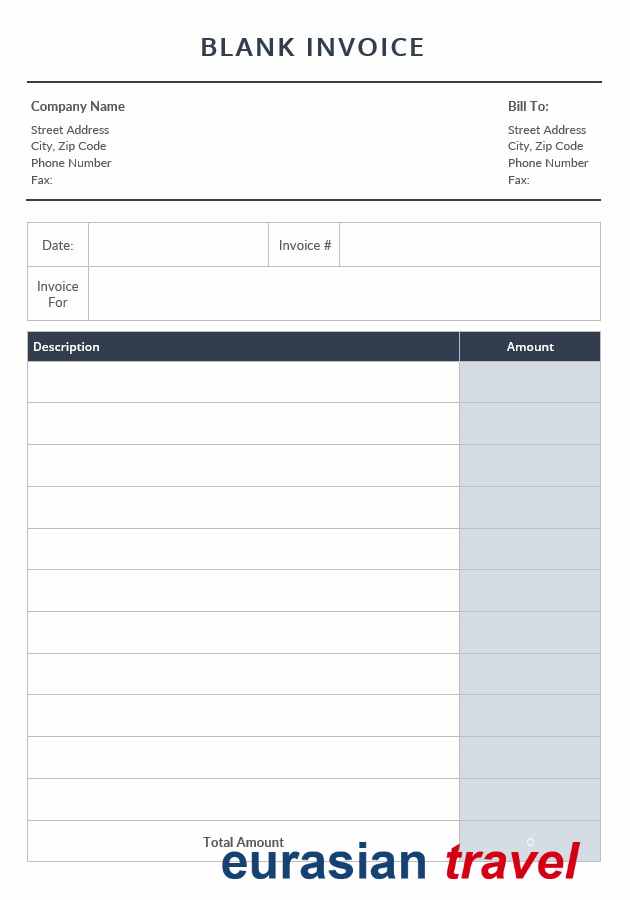 BLANK INVOICE
Company Name
Street Address
City, Zip Code
Phone Number
Fax:
Bill To:
Street Address
City, Zip Code
Phone Number
Fax:
Date:
Invoice #
Invoice
For
Description Amount
Total Amount 0
eurasian travel